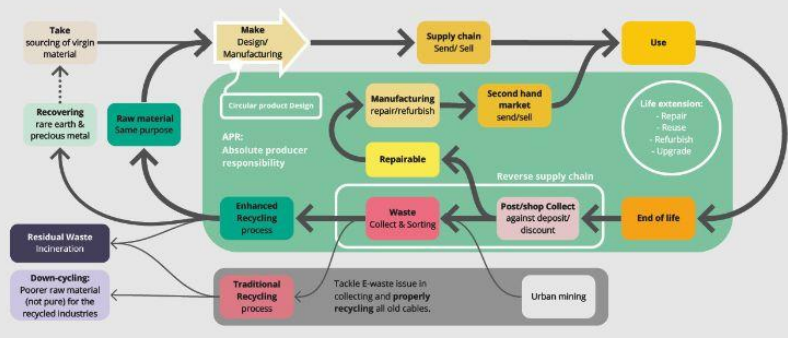 Take
sourcing of virgin
material
Make
Design/
Manufacturing
Supply chain
Send/ Sell
Use
Circular product Design
Recovering
rare earth &
precious metal
Raw material
Same purpose
APR:
Absolute producer
responsibility
Manufacturing
repair/refurbish
Second hand
market
send/sell
Life extension:
- Repair
- Reuse
- Refurbish
- Upgrade
Repairable
Reverse supply chain
Enhanced
Recycling
process
Waste
Collect & Sorting
Post/shop Collect
against deposit/
discount
End of life
Residual Waste
Incineration
Down-cycling:
Poorer raw material
(not pure) for the
recycled industries
Traditional
Recycling
process
Tackle E-waste issue in
collecting and properly
recycling all old cables.
Urban mining